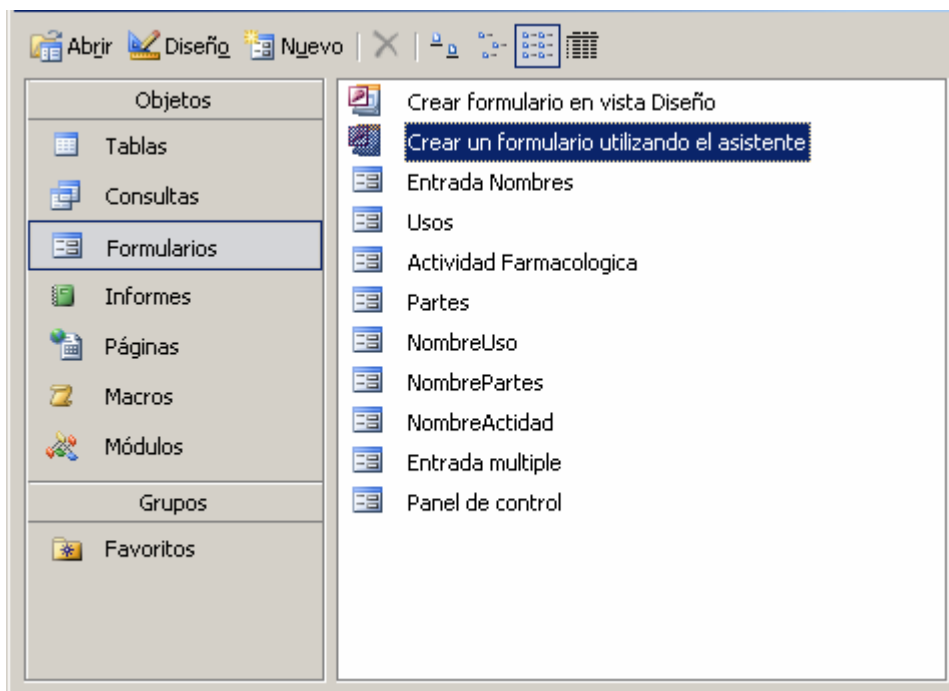 Abrir Diseño Nuevo
Objetos
Tablas
Consultas
Formularios
Informes
Páginas
Macros
Módulos
Grupos
Favoritos
Crear formulario en vista Diseño
Crear un formulario utilizando el asistente
Entrada Nombres
Usos
Actividad Farmacologica
Partes
NombreUso
NombrePartes
NombreActidad
Entrada multiple
Panel de control